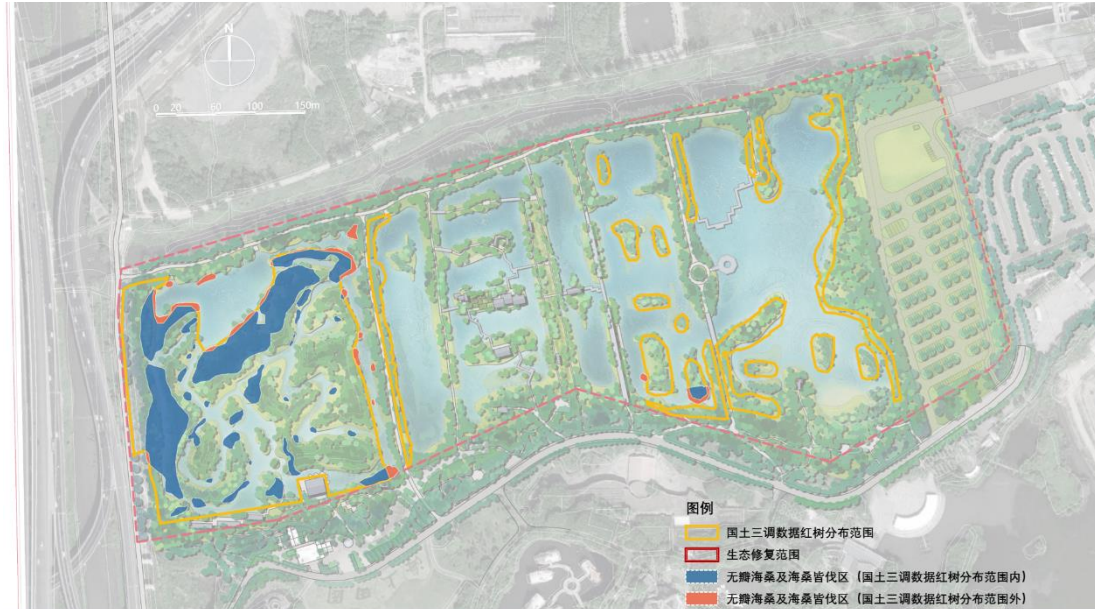 N
0 20 60 100 150m
图例
国土三调数据红树分布范围
生态修复范围
无瓣海桑及海桑皆伐区（国土三调数据红树分布范围内）
无瓣海桑及海桑皆伐区（国土三调数据红树分布范围外）